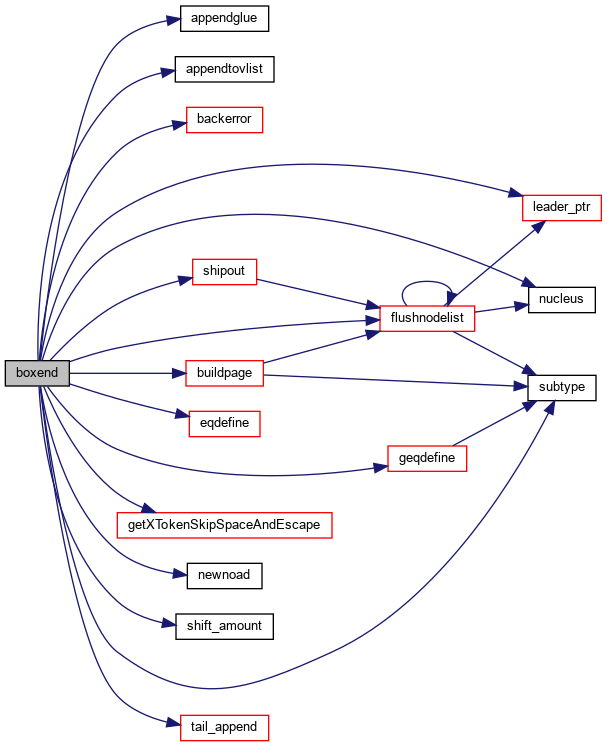 appendglue
appendtovlist
backerror
leader_ptr
shipout
nucleus
flushnodelist
boxend
buildpage
subtype
eqdefine
geqdefine
getXTokenSkipSpaceAndEscape
newnoad
shift_amount
tail_append